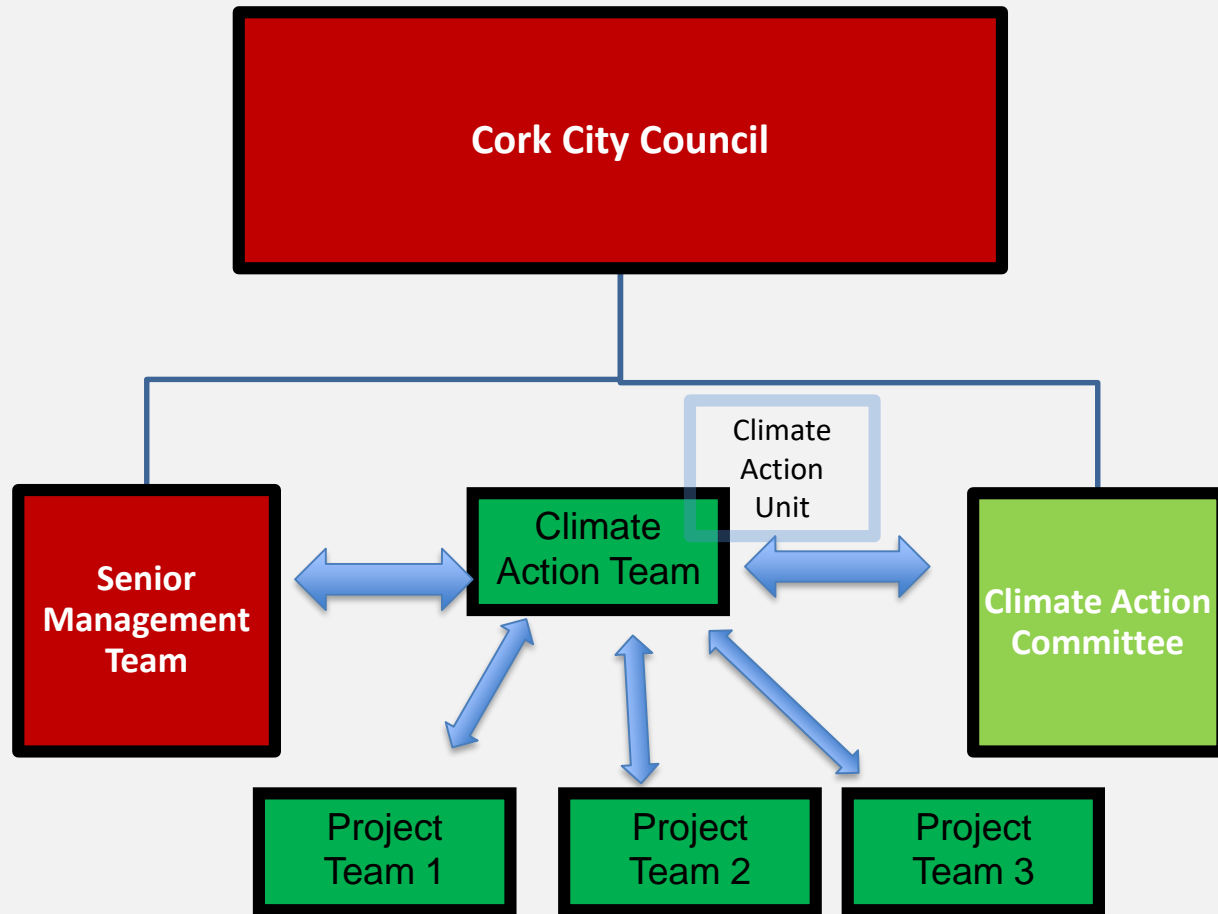 Cork City Council
Climate
Action
Unit
Climate
Action Team
Senior
Management
Team
Climate Action
Committee
Project
Team 1
Project
Team 2
Project
Team 3